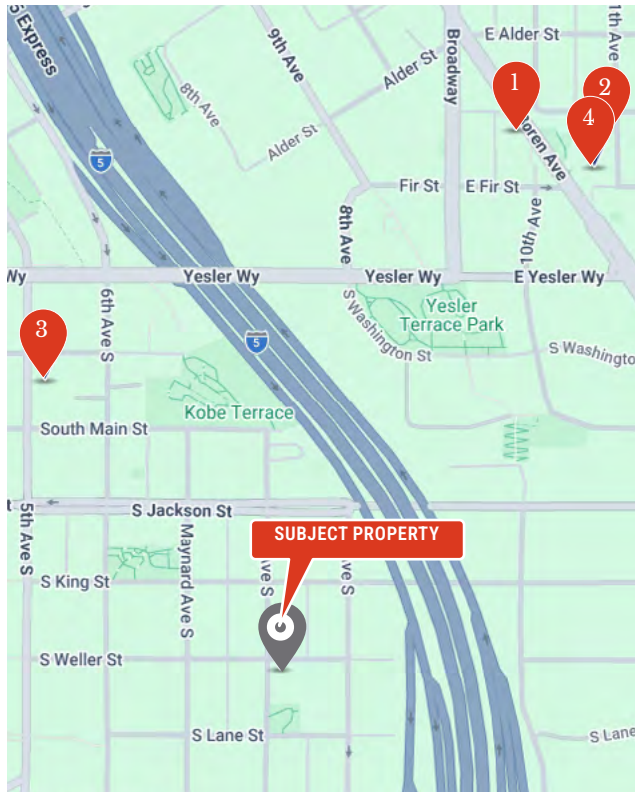 5 Express
9th Ave
Broadway
E Alder St
11th Ave
Alder St
8th Ave
1
2
4
Boren Ave
Alder St
5
Fir St
E Fir St
8th Ave
10th Ave
Wy
Yesler Wy
Yesler Wy
E Yesler Wy
6th Ave S
S Washington St
Yesler
Terrace Park
3
5
S Washingto
Kobe Terrace
South Main St
S Jackson St
5th Ave S
Maynard Ave S
SUBJECT PROPERTY
Ave S
Ave S
S King St
S Weller St
S Lane St
S Lane